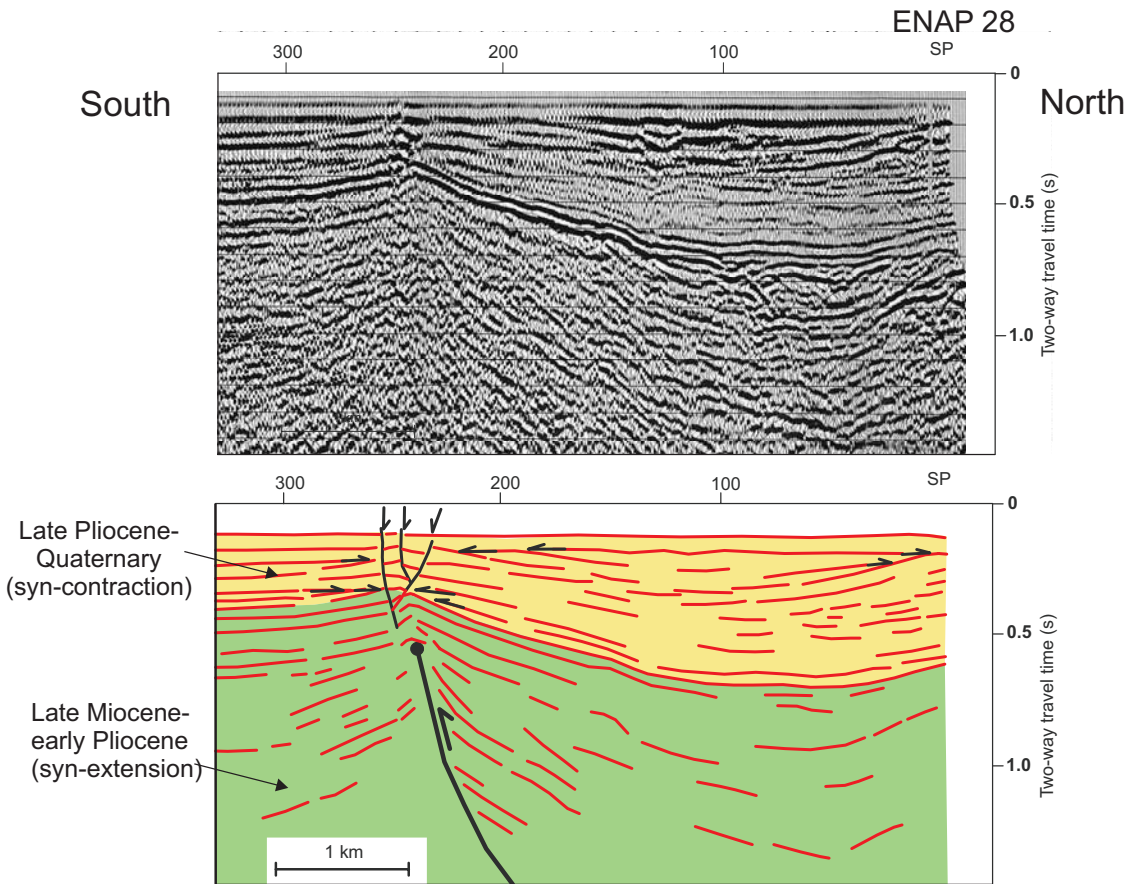 ENAP 28
300
200
100
SP
0
South
North
0.5
1.0
Two-way travel time (s)
300
200
100
SP
0
Late Pliocene-
Quaternary
(syn-contraction)
0.5
Late Miocene-
early Pliocene
(syn-extension)
1.0
Two-way travel time (s)
1 km